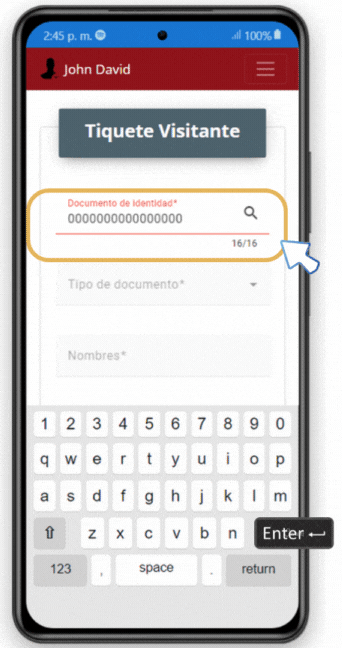 2:45 p. m. 100%
John David
Tiquete Visitante
Documento de identidad*
0000000000000000
16/16
Tipo de documento*
Nombres*
1 2 3 4 5 6 7 8 9 0
q w e r t y u i o p
a s d f g h j k l m
z x c v b n Enter
123 , space . return